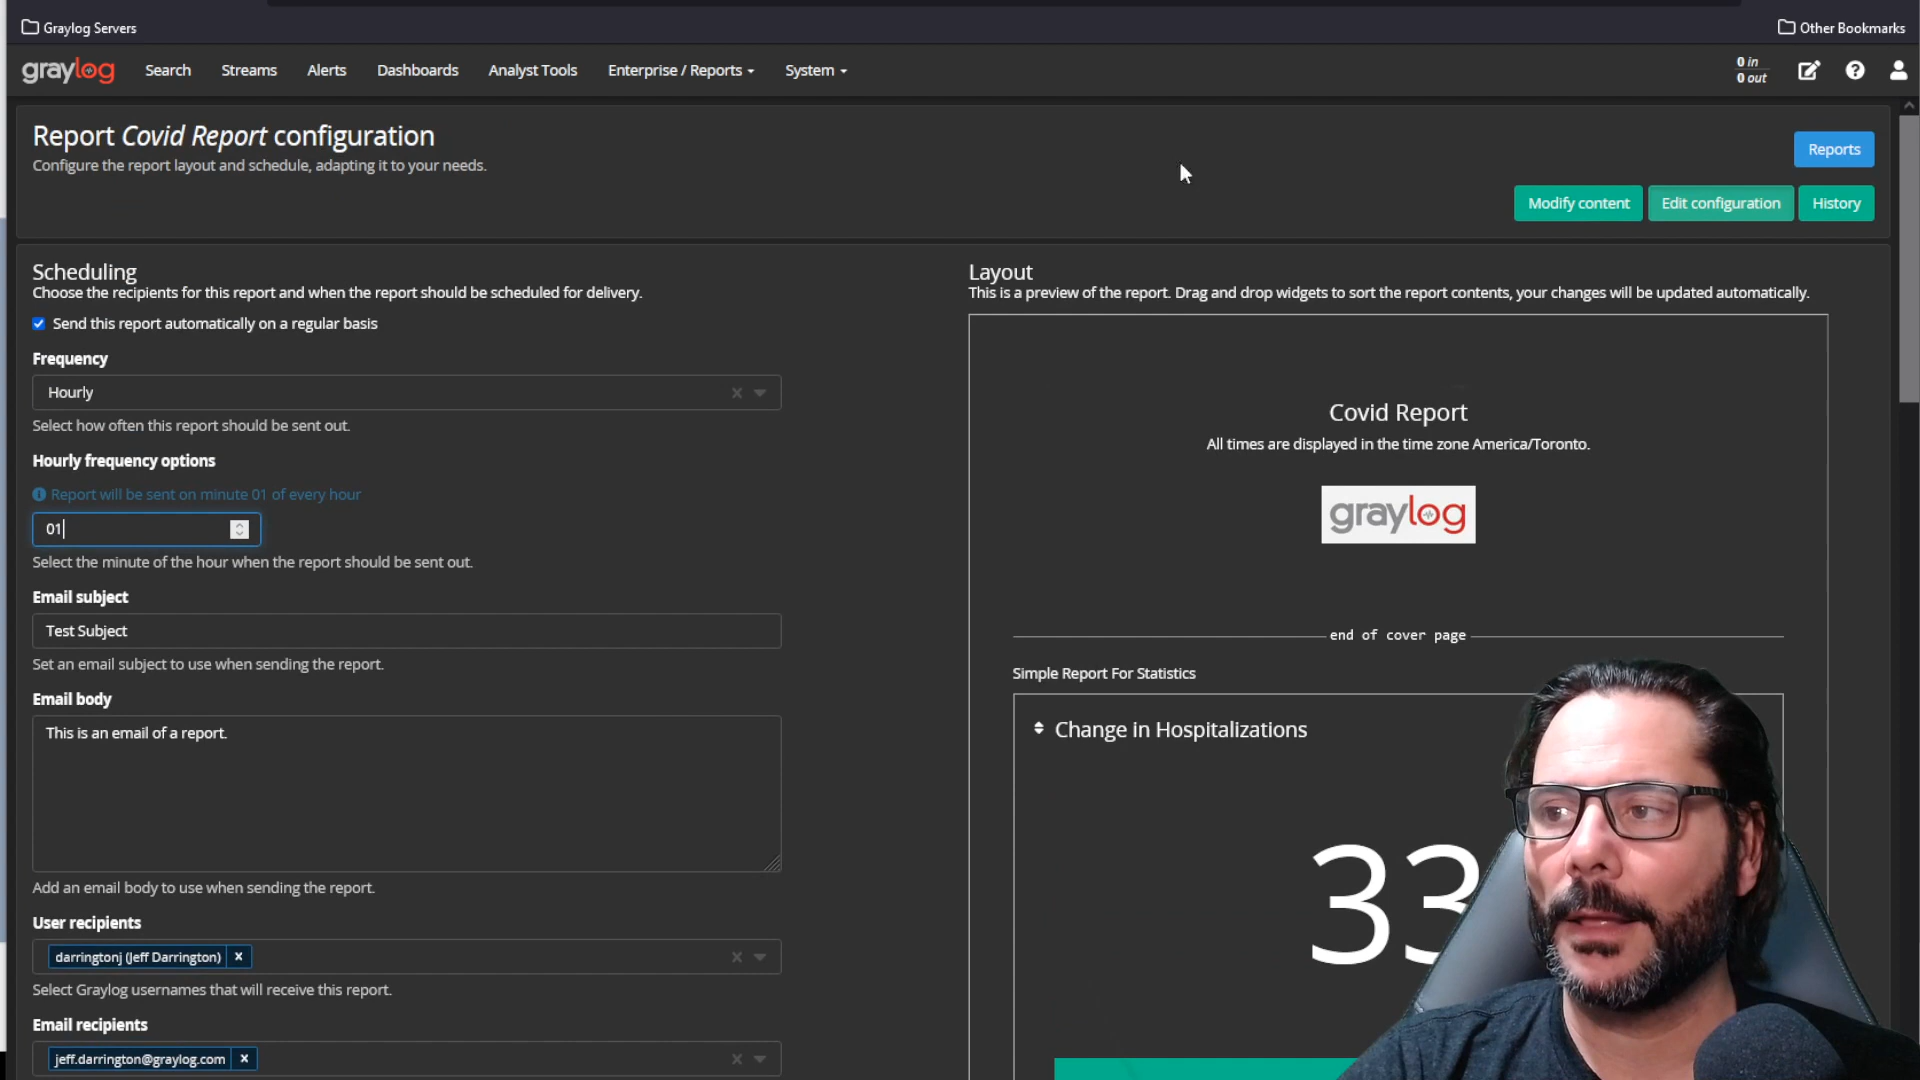 Graylog Servers
Other Bookmarks
graylog Search Streams Alerts Dashboards Analyst Tools Enterprise / Reports System
0 in
0 out
Report Covid Report configuration
Configure the report layout and schedule, adapting it to your needs.
Reports
Modify content Edit configuration History
Scheduling
Choose the recipients for this report and when the report should be scheduled for delivery.
Send this report automatically on a regular basis
Frequency
Hourly
Select how often this report should be sent out.
Hourly frequency options
Report will be sent on minute 01 of every hour
01
Select the minute of the hour when the report should be sent out.
Email subject
Test Subject
Set an email subject to use when sending the report.
Email body
This is an email of a report.
Add an email body to use when sending the report.
User recipients
darringtonj (Jeff Darrington) ×
Select Graylog usernames that will receive this report.
Email recipients
jeff.darrington@graylog.com ×
Layout
This is a preview of the report. Drag and drop widgets to sort the report contents, your changes will be updated automatically.
Covid Report
All times are displayed in the time zone America/Toronto.
graylog
end of cover page
Simple Report For Statistics
Change in Hospitalizations
33